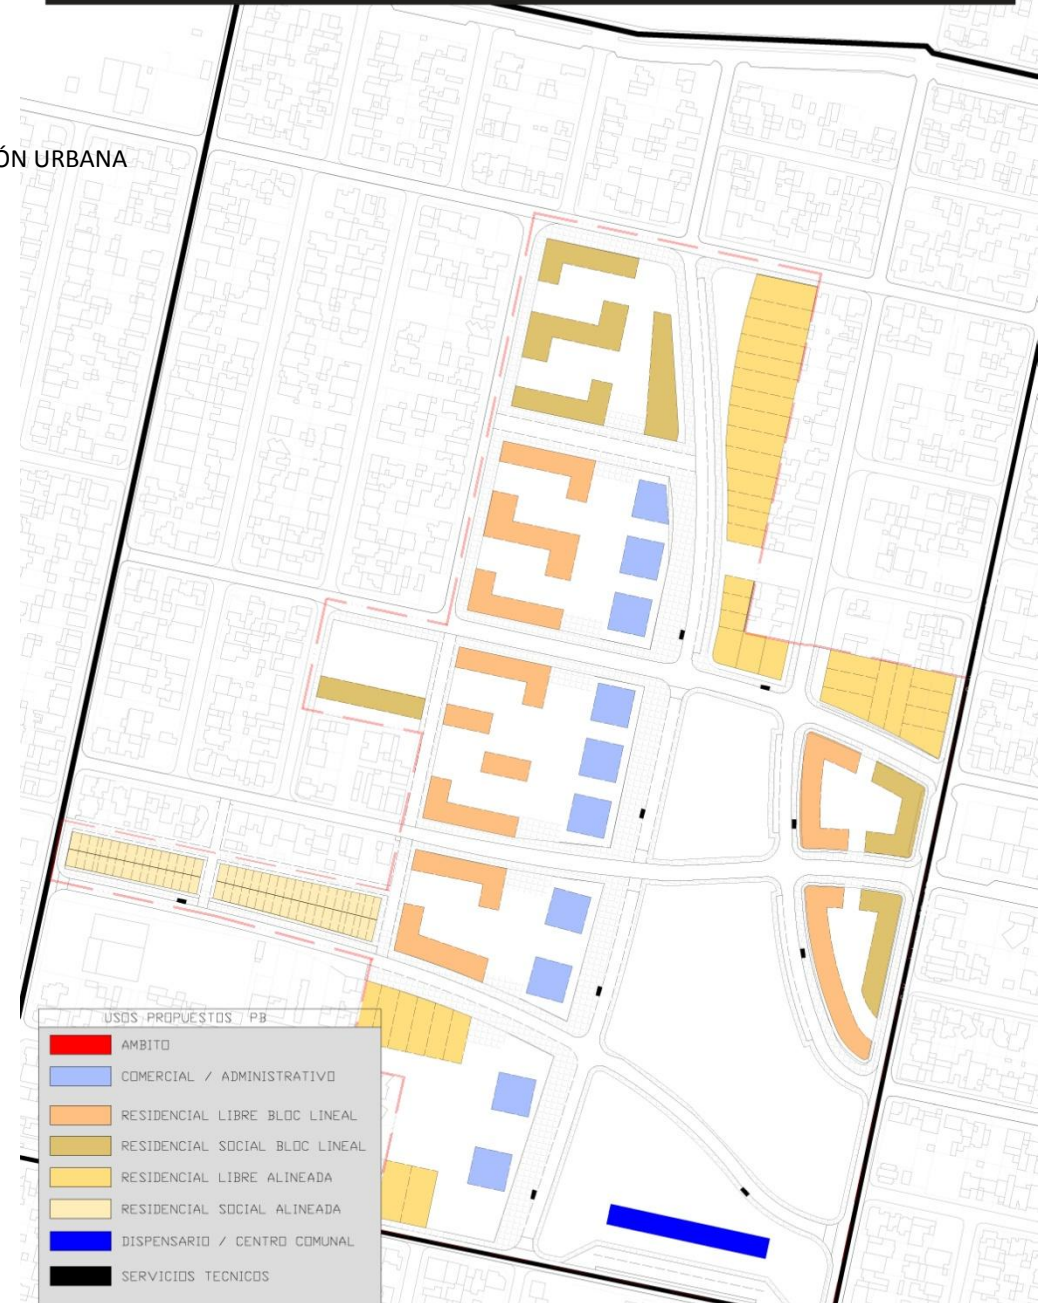 ÓN URBANA
USOS PROPUESTOS PB
AMBITO
COMERCIAL / ADMINISTRATIVO
RESIDENCIAL LIBRE BLOC LINEAL
RESIDENCIAL SOCIAL BLOC LINEAL
RESIDENCIAL LIBRE ALINEADA
RESIDENCIAL SOCIAL ALINEADA
DISPENSARIO / CENTRO COMUNAL
SERVICIOS TECNICOS